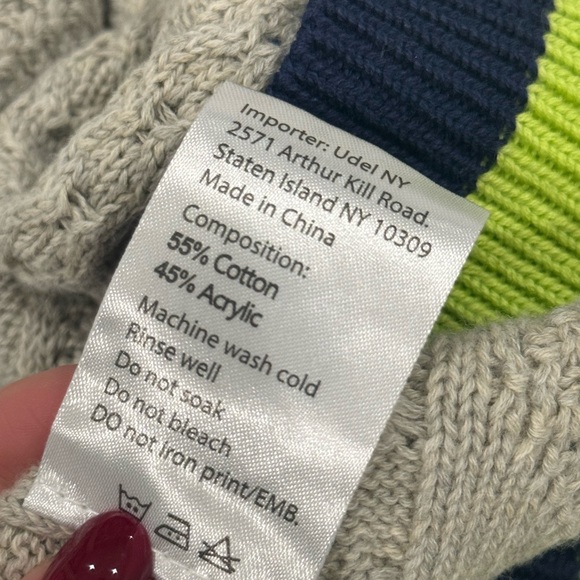 Importer: Udel NY
2571 Arthur Kill Road.
Staten Island NY 10309
Made in China
Composition:
55% Cotton
45% Acrylic
Machine wash cold
Rinse well
Do not soak
Do not bleach
DO not Iron print/EMB.